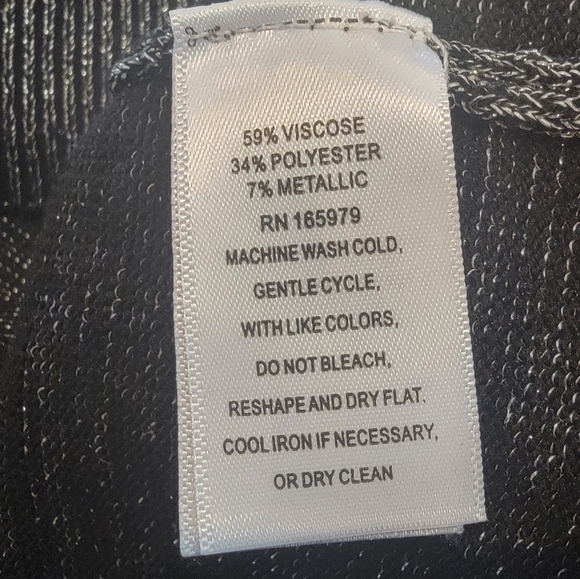 59% VISCOSE
34% POLYESTER
7% METALLIC
RN 165979
MACHINE WASH COLD,
GENTLE CYCLE,
WITH LIKE COLORS,
DO NOT BLEACH,
RESHAPE AND DRY FLAT.
COOL IRON IF NECESSARY,
OR DRY CLEAN